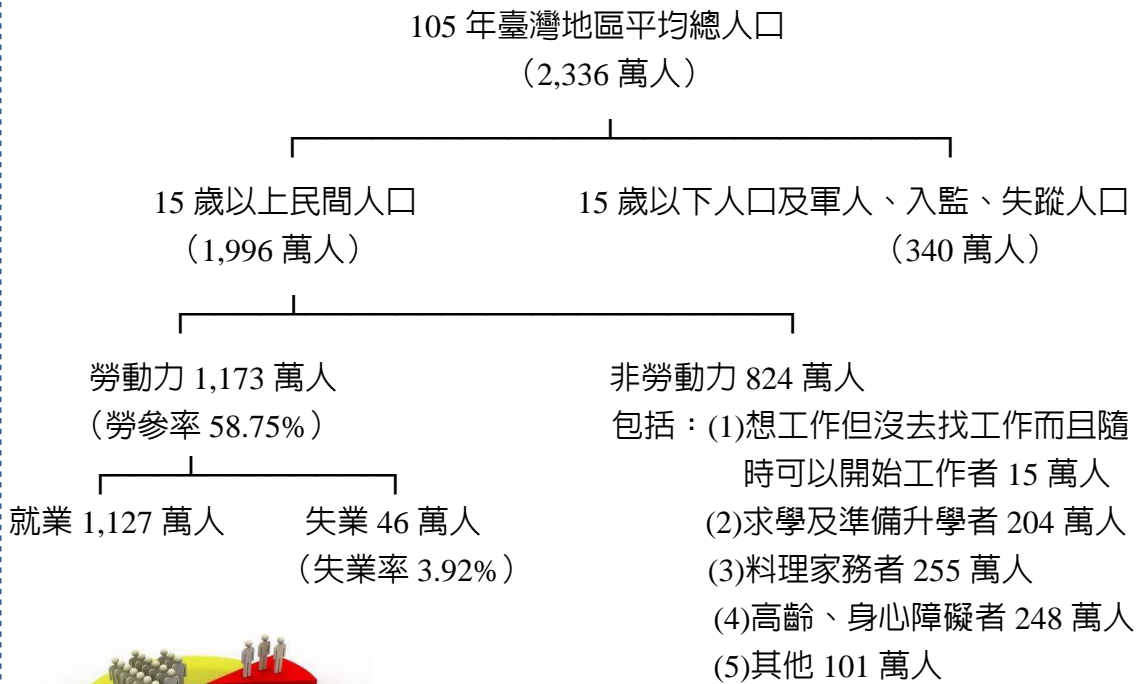 105 年臺灣地區平均總人口
（2,336 萬人）
15 歲以上民間人口
（1,996 萬人）
15 歲以下人口及軍人、入監、失蹤人口
（340 萬人）
勞動力 1,173 萬人
（勞參率 58.75%）
就業 1,127 萬人
失業 46 萬人
（失業率 3.92%）
非勞動力 824 萬人
包括：(1)想工作但沒去找工作而且隨
時可以開始工作者 15 萬人
(2)求學及準備升學者 204 萬人
(3)料理家務者 255 萬人
(4)高齡、身心障礙者 248 萬人
(5)其他 101 萬人